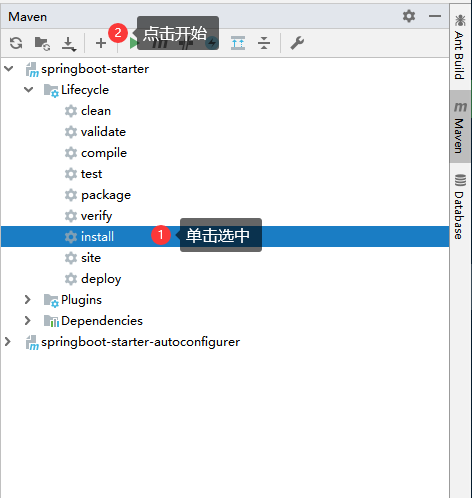 Maven
2 点击开始
springboot-starter
Lifecycle
clean
validate
compile
test
package
verify
install
1 单击选中
site
deploy
Plugins
Dependencies
springboot-starter-autoconfigurer
Ant Build
m Maven
Database